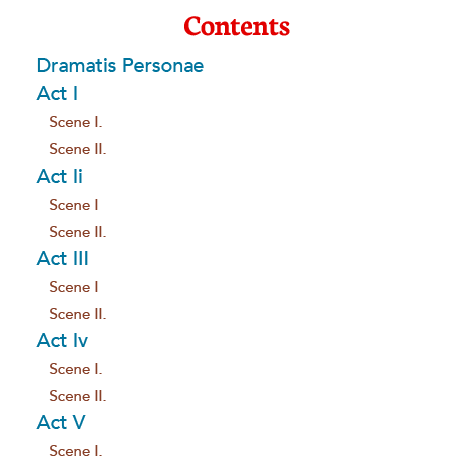 Contents
Dramatis Personae
Act I
Scene I.
Scene II.
Act Ii
Scene I
Scene II.
Act III
Scene I
Scene II.
Act Iv
Scene I.
Scene II.
Act V
Scene I.